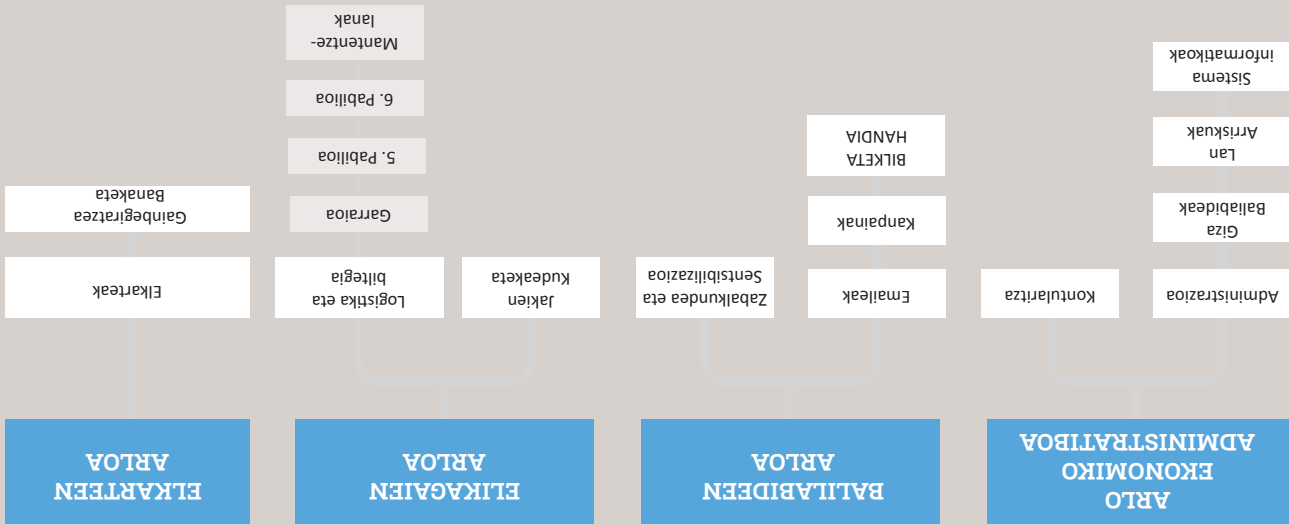 ARLO
EKONOMIKO
ADMINISTRATIBOA
Administrazioa
Giza
Baliabideak
Lan
Arriskuak
Sistema
informatikoak
Kontularitza
BALILABIDEEN
ARLOA
Emaileak
Kanpainak
BILKETA
HANDIA
Zabalkundea eta
Sentsibilizazioa
ELIKAGAIEN
ARLOA
Jakien
Kudeaketa
Logistika eta
biltegia
Garraioa
5. Pabilioa
6. Pabilioa
Mantentze-
lanak
ELKARTEEN
ARLOA
Elkarteak
Gainbegiratzea
Banaketa